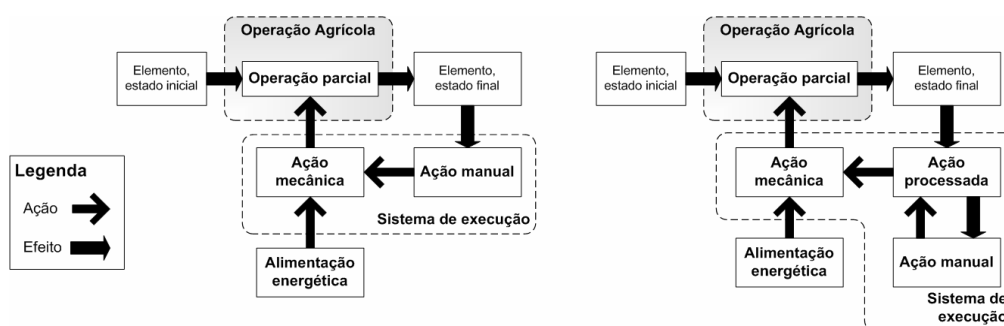 Legenda
Ação
Efeito
Operação Agrícola
Elemento,
estado inicial
Operação parcial
Elemento,
estado final
Ação
mecânica
Ação manual
Sistema de execução
Alimentação
energética
Operação Agrícola
Elemento,
estado inicial
Operação parcial
Elemento,
estado final
Ação
mecânica
Ação
processada
Alimentação
energética
Ação manual
Sistema de
execução